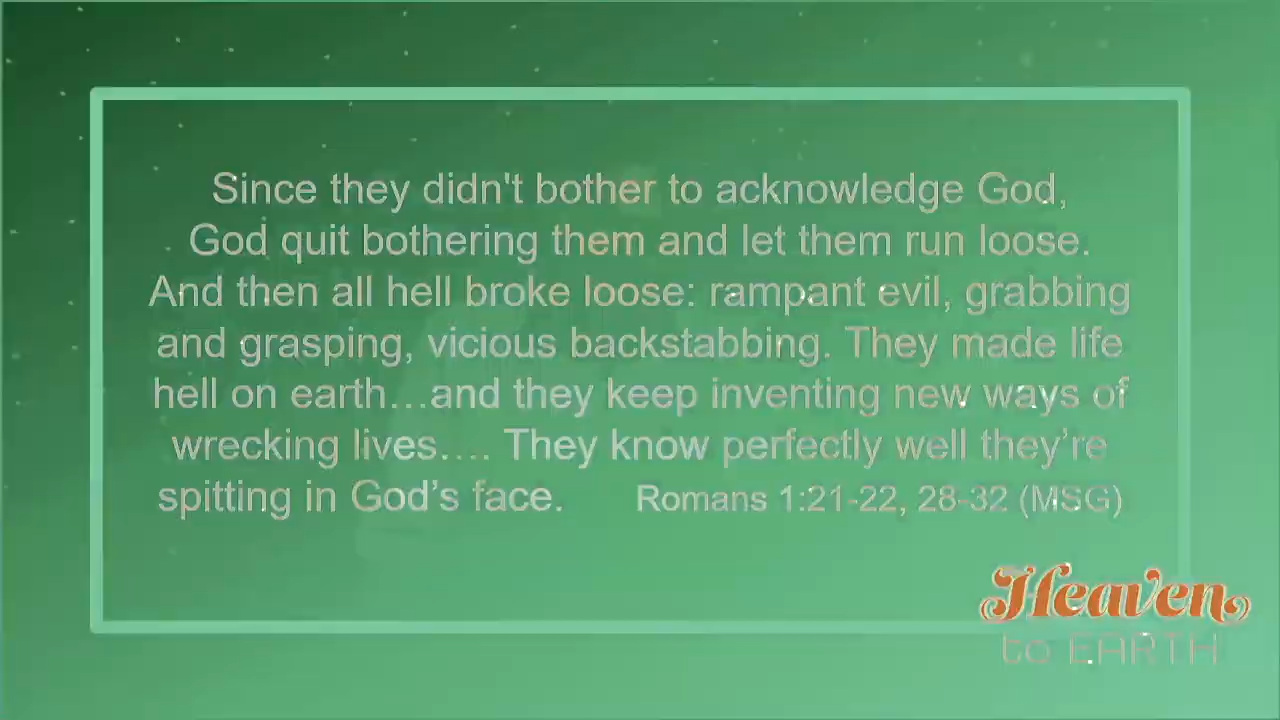 Since they didn't bother to acknowledge God,
God quit bothering them and let them run loose.
And then all hell broke loose: rampant evil, grabbing
and grasping, vicious backstabbing. They made life
hell on earth…and they keep inventing new ways of
wrecking lives…. They know perfectly well they’re
spitting in God’s face. Romans 1:21-22, 28-32 (MSG)
Heaven
to EARTH